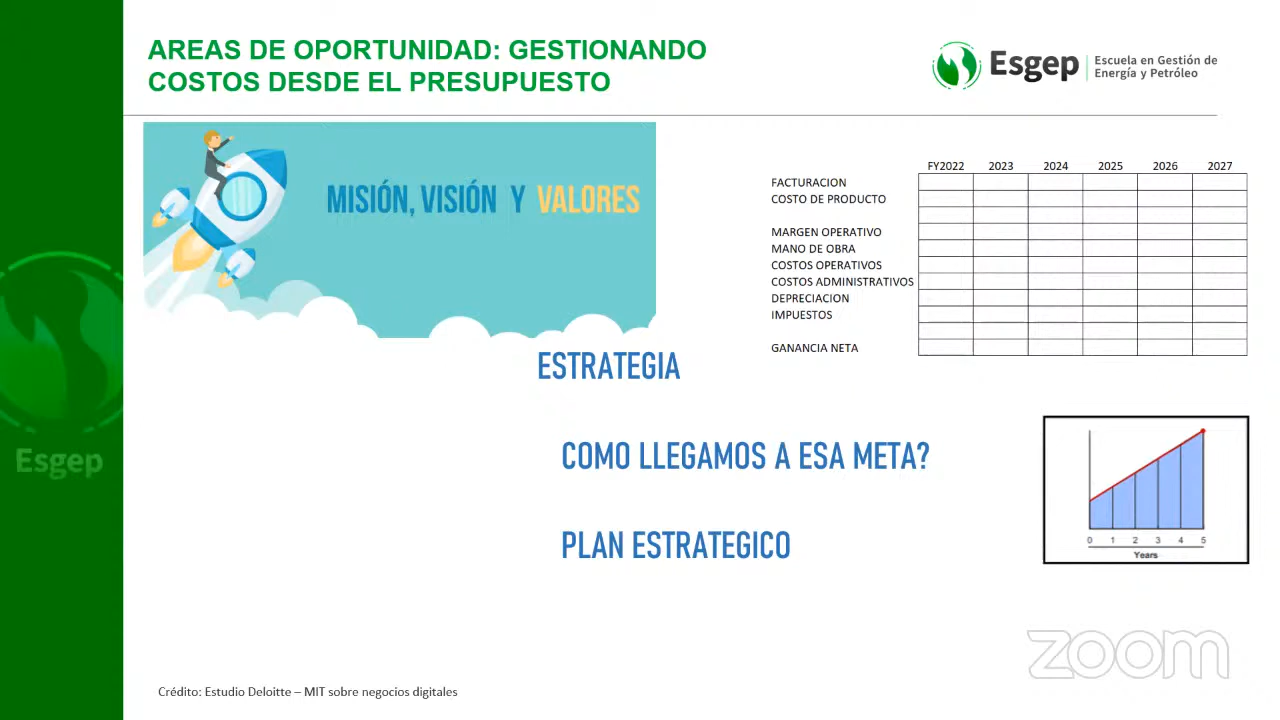 AREAS DE OPORTUNIDAD: GESTIONANDO
COSTOS DESDE EL PRESUPUESTO
Esgep
Escuela en Gestión de
Energía y Petróleo
MISIÓN, VISIÓN Y VALORES
FY2022 2023 2024 2025 2026 2027
FACTURACION
COSTO DE PRODUCTO
MARGEN OPERATIVO
MANO DE OBRA
COSTOS OPERATIVOS
COSTOS ADMINISTRATIVOS
DEPRECIACION
IMPUESTOS
GANANCIA NETA
ESTRATEGIA
COMO LLEGAMOS A ESA META?
PLAN ESTRATEGICO
0 1 2 3 4 5
Years
Esgep
zoom
Crédito: Estudio Deloitte – MIT sobre negocios digitales